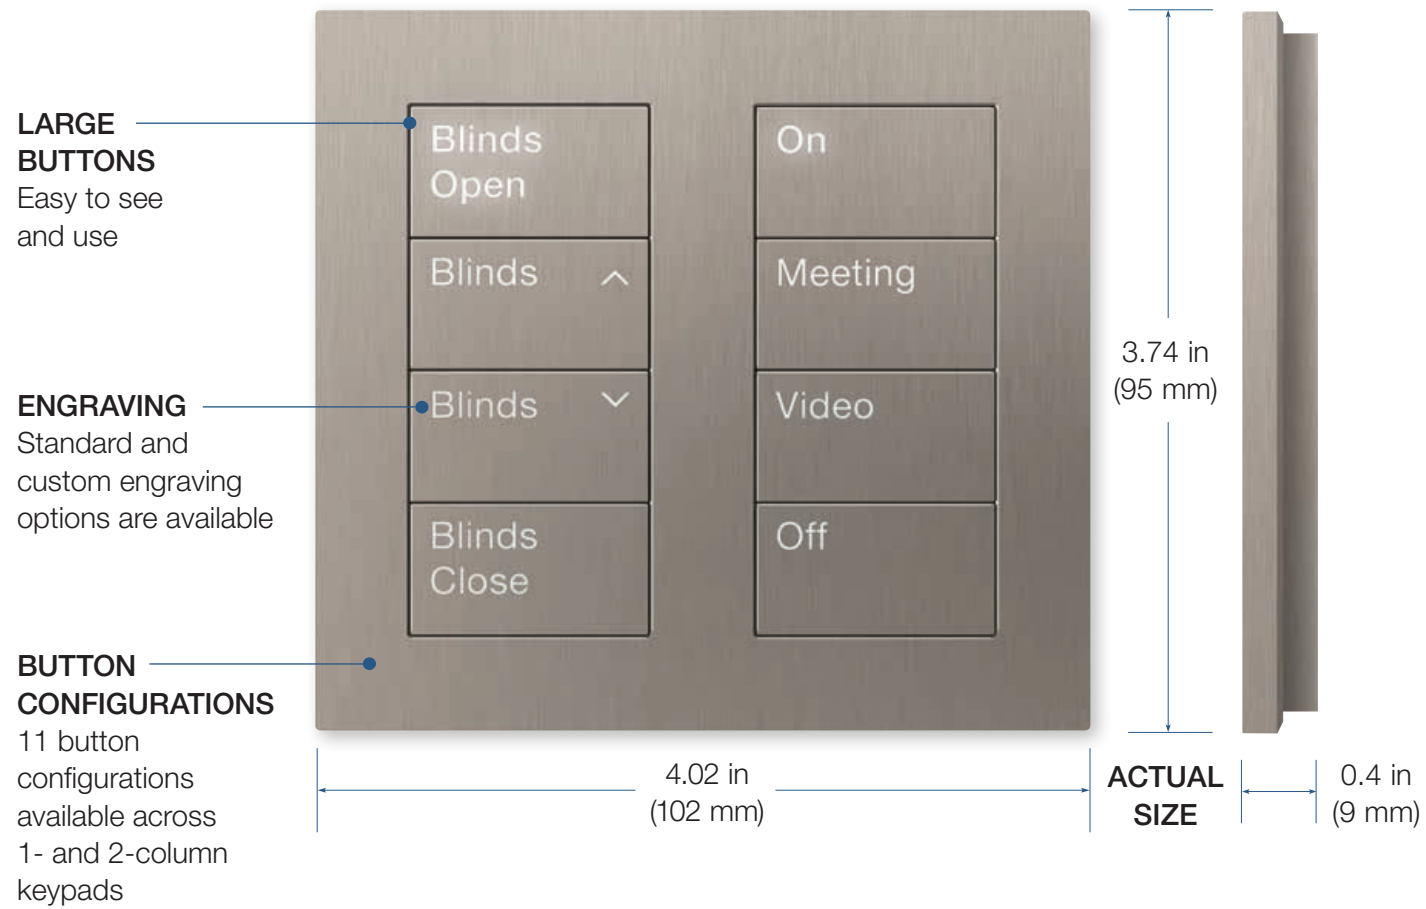 LARGE
BUTTONS
Easy to see
and use
ENGRAVING
Standard and
custom engraving
options are available
BUTTON
CONFIGURATIONS
11 button
configurations
available across
1- and 2-column
keypads
Blinds
Open
Blinds
Blinds
Blinds
Close
On
Meeting
Video
Off
3.74 in
(95 mm)
4.02 in
(102 mm)
ACTUAL
SIZE
0.4 in
(9 mm)